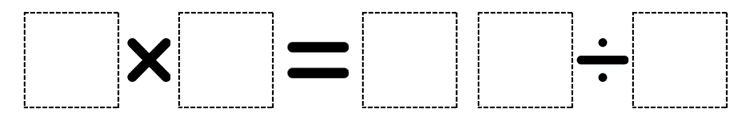 × = ÷